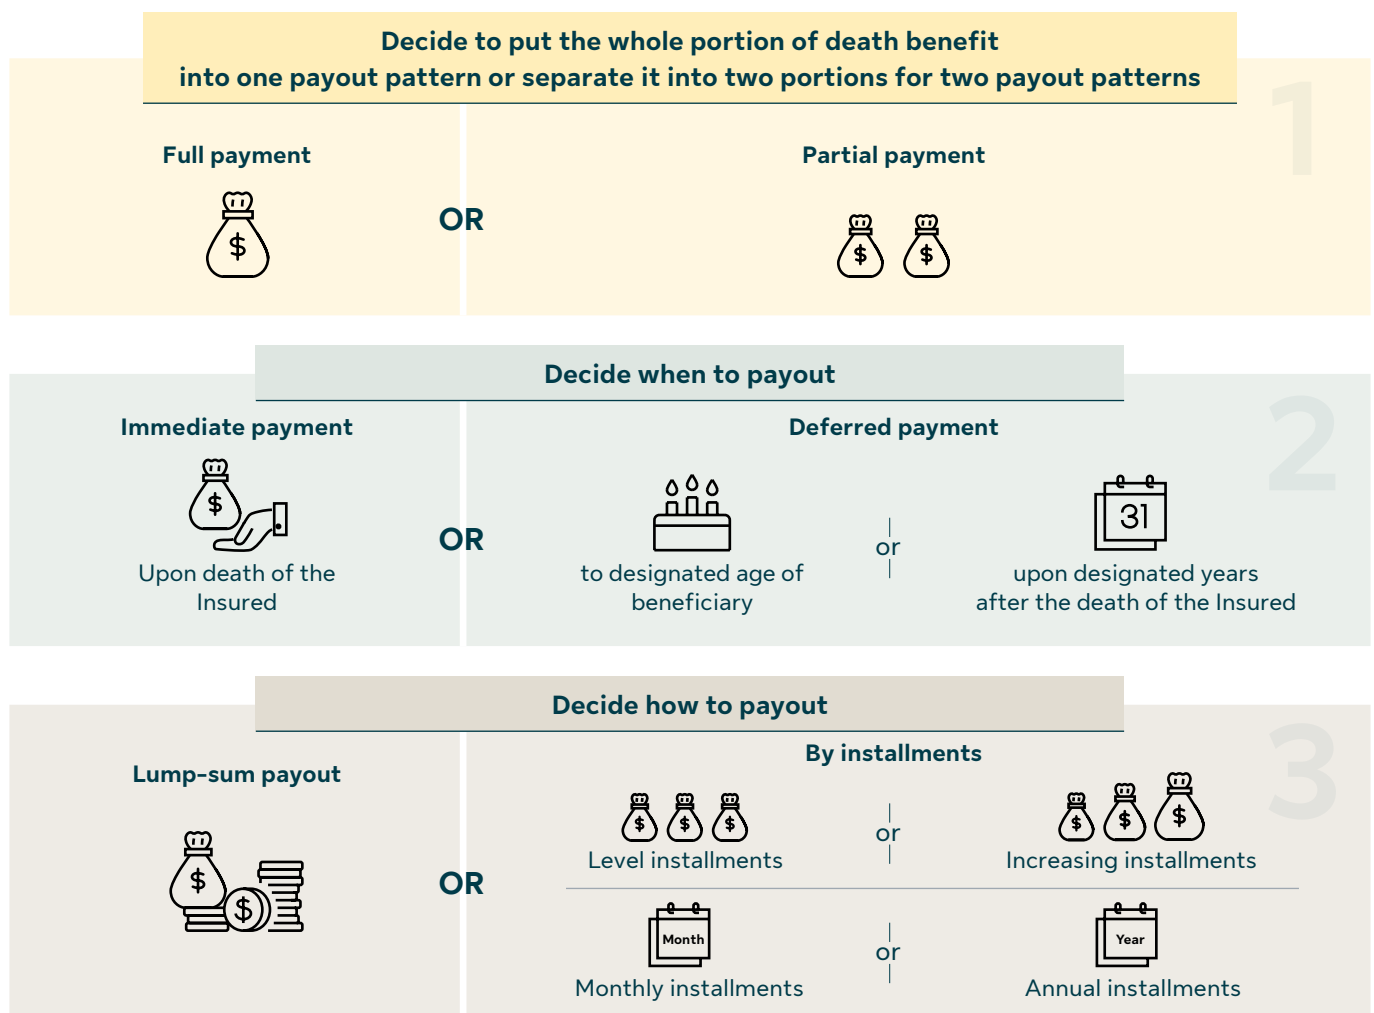 Decide to put the whole portion of death benefit
into one payout pattern or separate it into two portions for two payout patterns
1
Full payment
OR
Partial payment
$
$
$
Decide when to payout
2
Immediate payment
$
Upon death of the
Insured
OR
Deferred payment
to designated age of
beneficiary
or
31
upon designated years
after the death of the Insured
Decide how to payout
3
Lump-sum payout
$
$
OR
By installments
$
$
$
Level installments
or
$
$
$
Increasing installments
Month
Monthly installments
or
Year
Annual installments